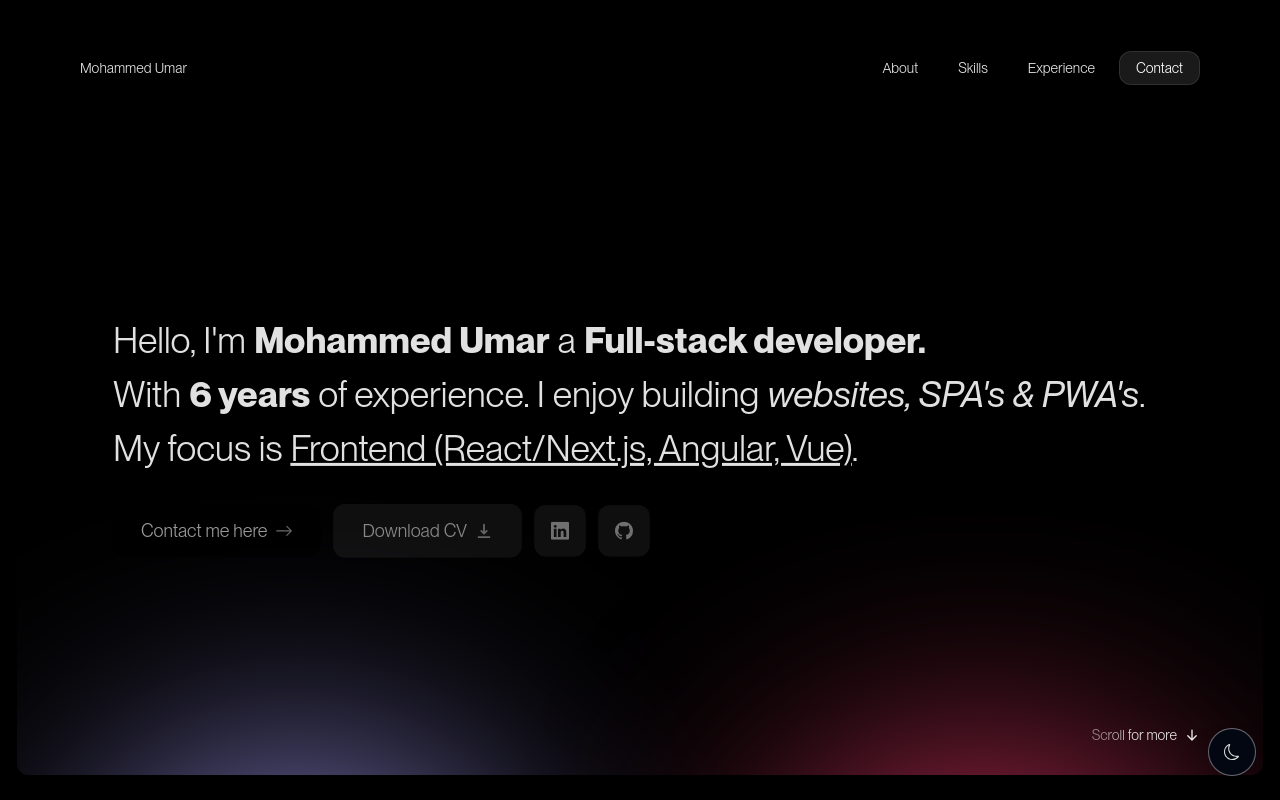 Mohammed Umar
About
Skills
Experience
Contact
Hello, I'm Mohammed Umar a Full-stack developer.
With 6 years of experience. I enjoy building websites, SPA's & PWA's.
My focus is Frontend (React/Next.js, Angular, Vue).
Contact me here →
Download CV
in
Scroll for more ↓